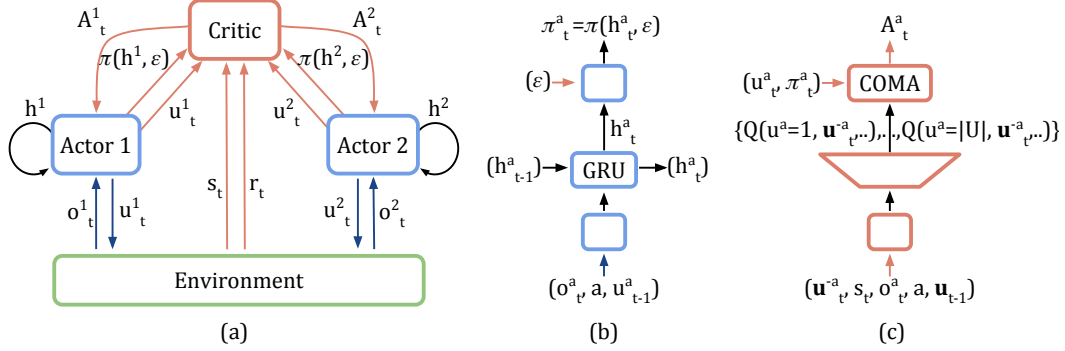 A¹ₜ
Critic
A²ₜ
π(h¹, ε)
π(h², ε)
h¹
u¹ₜ
u²ₜ
h²
Actor 1
Actor 2
sₜ
rₜ
o¹ₜ
u¹ₜ
u²ₜ
o²ₜ
Environment
(a)
πᵃₜ=π(hᵃₜ, ε)
(ε)
hᵃₜ
(hᵃₜ₋₁)
GRU
(hᵃₜ)
(oᵃₜ, a, uᵃₜ₋₁)
(b)
Aᵃₜ
(uᵃₜ, πᵃₜ)
COMA
{Q(uᵃ=1, u⁻ᵃₜ,..),...,Q(uᵃ=|U|, u⁻ᵃₜ,..)}
(u⁻ᵃₜ, sₜ, oᵃₜ, a, uₜ₋₁)
(c)